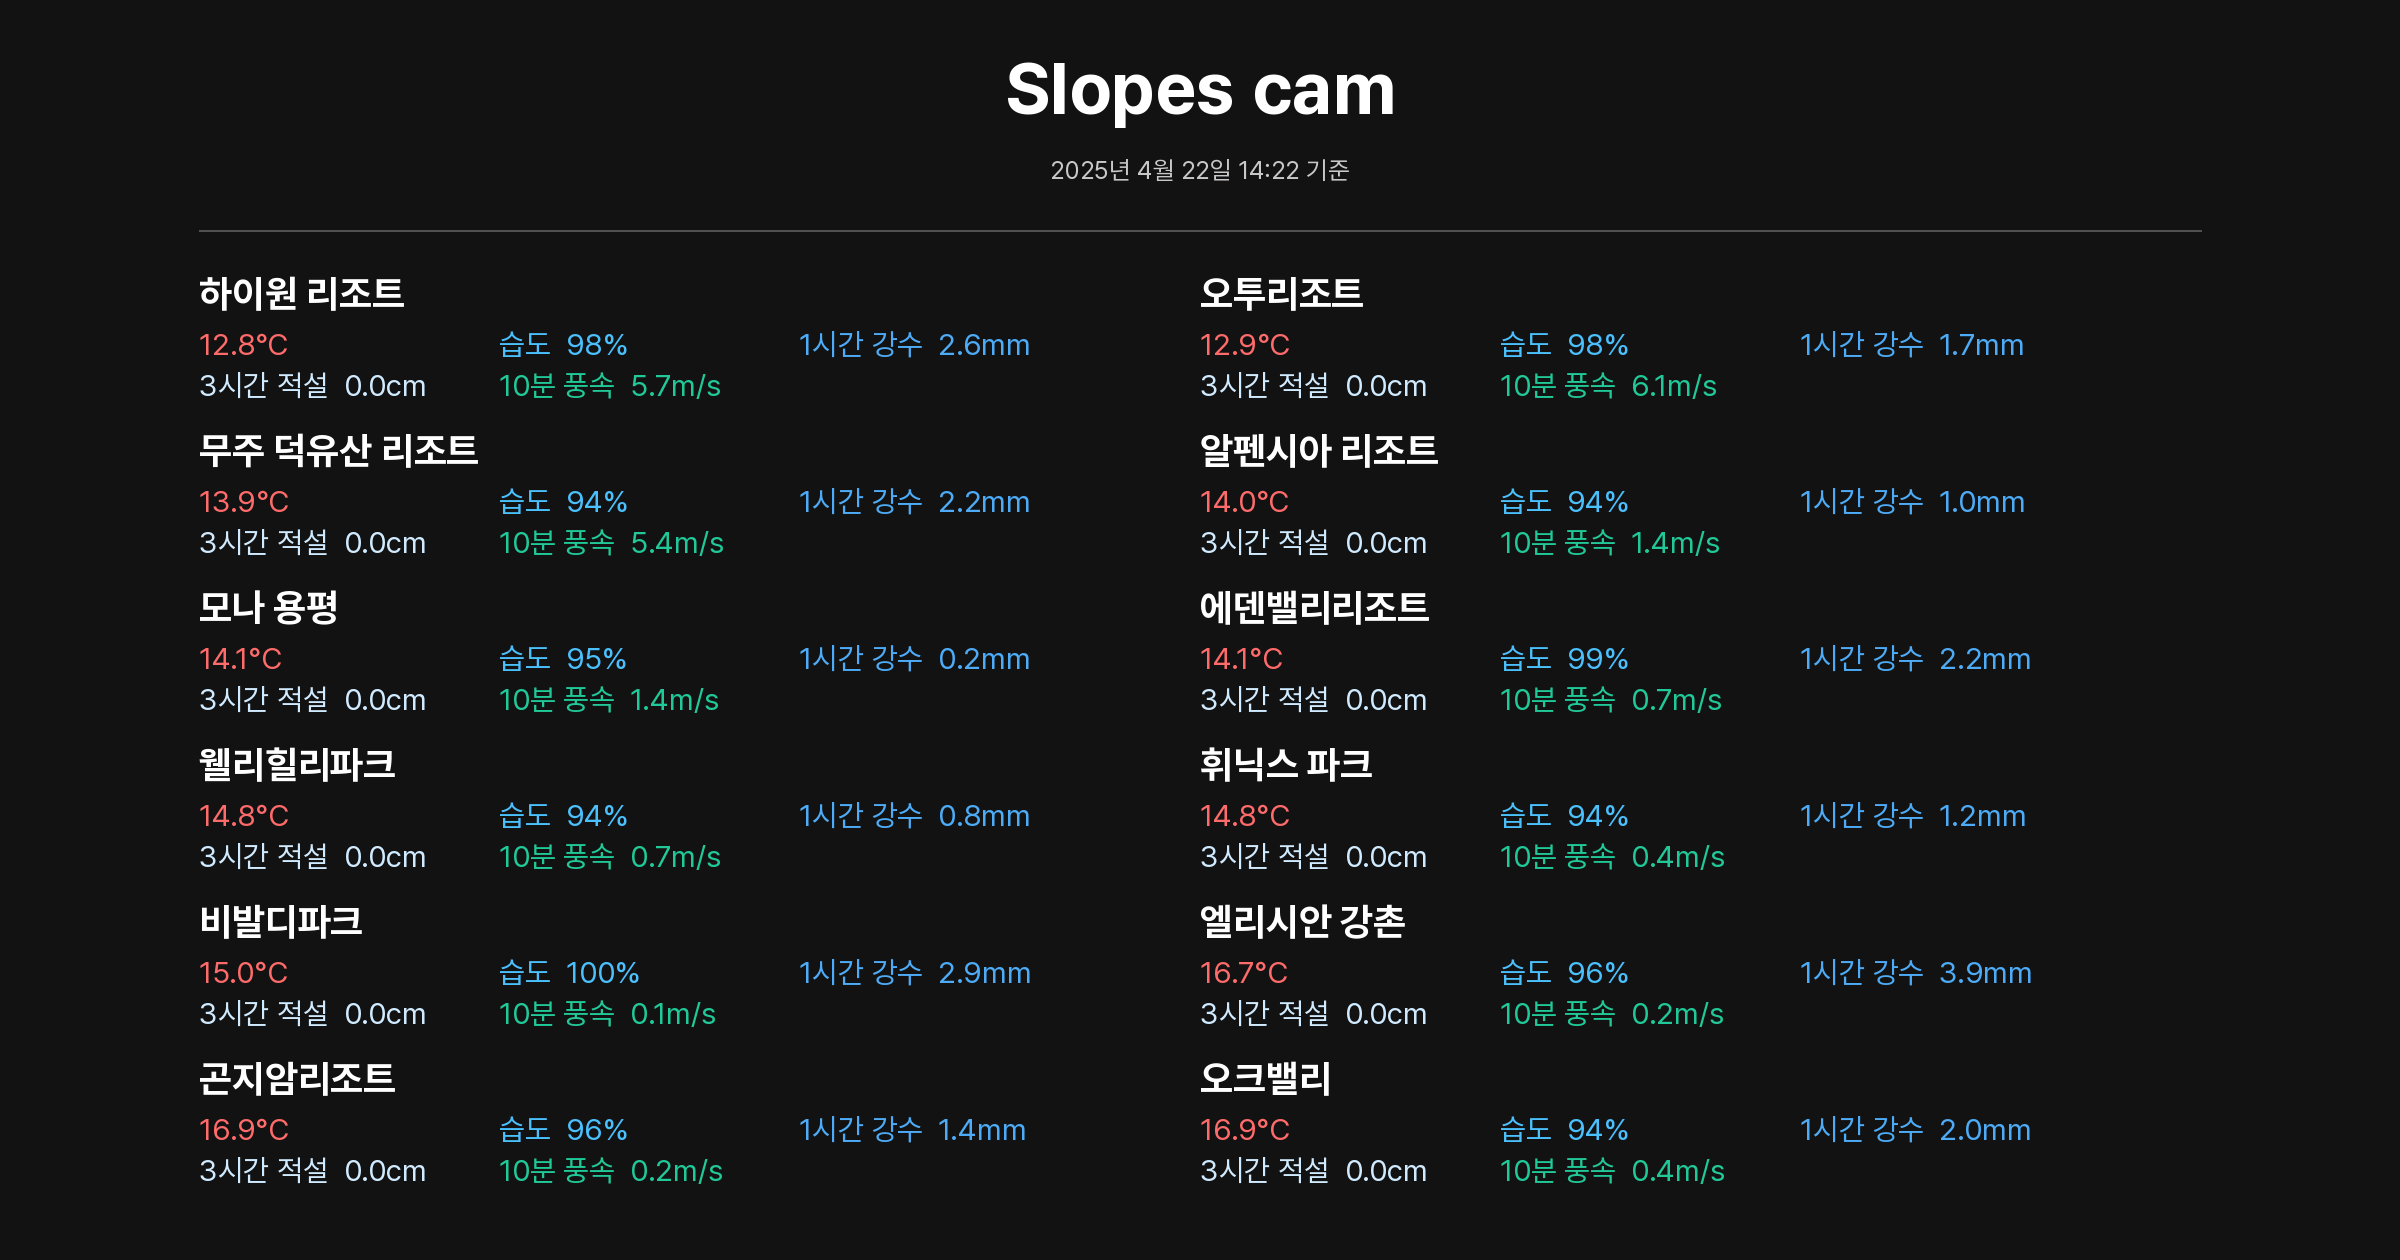 Slopes cam
2025년 4월 22일 14:22 기준
하이원 리조트
12.8°C 습도 98% 1시간 강수 2.6mm
3시간 적설 0.0cm 10분 풍속 5.7m/s
오투리조트
12.9°C 습도 98% 1시간 강수 1.7mm
3시간 적설 0.0cm 10분 풍속 6.1m/s
무주 덕유산 리조트
13.9°C 습도 94% 1시간 강수 2.2mm
3시간 적설 0.0cm 10분 풍속 5.4m/s
알펜시아 리조트
14.0°C 습도 94% 1시간 강수 1.0mm
3시간 적설 0.0cm 10분 풍속 1.4m/s
모나 용평
14.1°C 습도 95% 1시간 강수 0.2mm
3시간 적설 0.0cm 10분 풍속 1.4m/s
에덴밸리리조트
14.1°C 습도 99% 1시간 강수 2.2mm
3시간 적설 0.0cm 10분 풍속 0.7m/s
웰리힐리파크
14.8°C 습도 94% 1시간 강수 0.8mm
3시간 적설 0.0cm 10분 풍속 0.7m/s
휘닉스 파크
14.8°C 습도 94% 1시간 강수 1.2mm
3시간 적설 0.0cm 10분 풍속 0.4m/s
비발디파크
15.0°C 습도 100% 1시간 강수 2.9mm
3시간 적설 0.0cm 10분 풍속 0.1m/s
엘리시안 강촌
16.7°C 습도 96% 1시간 강수 3.9mm
3시간 적설 0.0cm 10분 풍속 0.2m/s
곤지암리조트
16.9°C 습도 96% 1시간 강수 1.4mm
3시간 적설 0.0cm 10분 풍속 0.2m/s
오크밸리
16.9°C 습도 94% 1시간 강수 2.0mm
3시간 적설 0.0cm 10분 풍속 0.4m/s